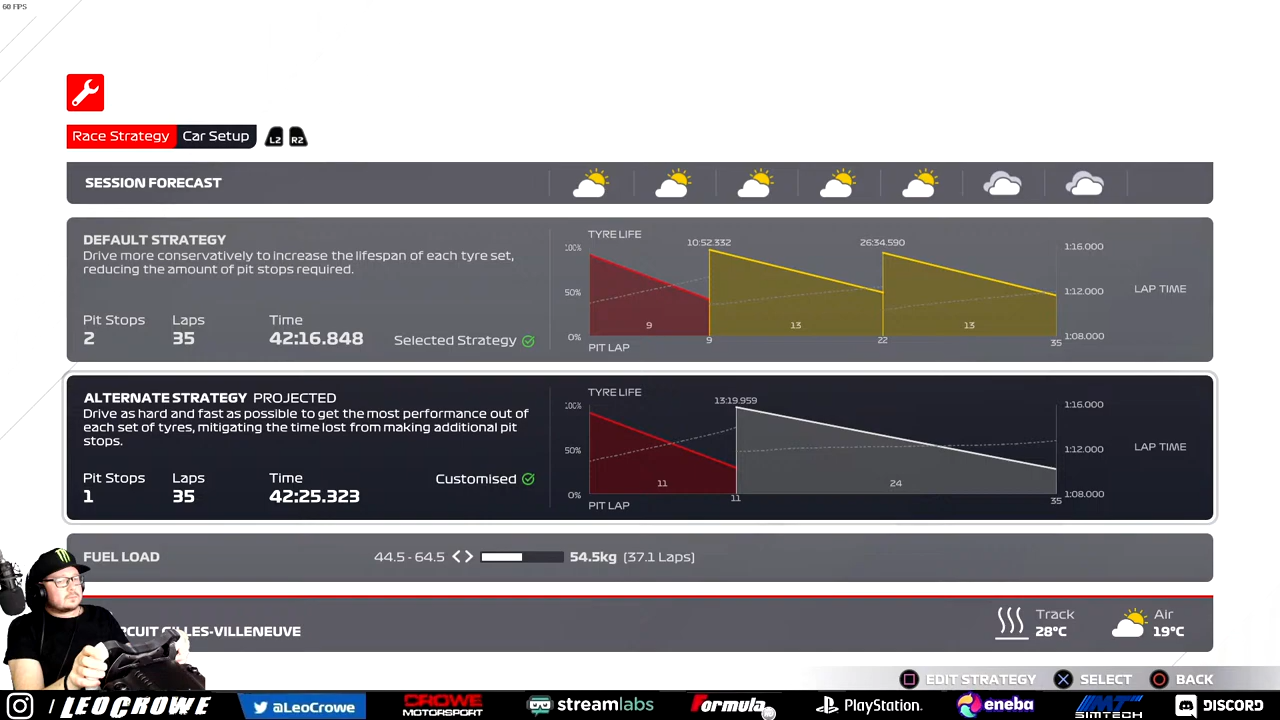 60 FPS
Race Strategy Car Setup L2 R2
SESSION FORECAST
DEFAULT STRATEGY
Drive more conservatively to increase the lifespan of each tyre set,
reducing the amount of pit stops required.
Pit Stops Laps Time
2 35 42:16.848 Selected Strategy
TYRE LIFE 10:52.332 26:34.590
100% 1:16.000
50% 1:12.000 LAP TIME
9 13 13
0% 9 22 35 1:08.000
PIT LAP
ALTERNATE STRATEGY PROJECTED
Drive as hard and fast as possible to get the most performance out of
each set of tyres, mitigating the time lost from making additional pit
stops.
Pit Stops Laps Time
1 35 42:25.323 Customised
TYRE LIFE 13:19.959
100% 1:16.000
50% 1:12.000 LAP TIME
11 24
0% 11 35 1:08.000
PIT LAP
FUEL LOAD 44.5 - 64.5 54.5kg (37.1 Laps)
CUIT GILLES-VILLENEUVE
Track 28°C Air 19°C
EDIT STRATEGY SELECT BACK
/LEOCROWE @LeoCrowe CROWE MOTORSPORT streamlabs Formula PlayStation eneba SIMTECH DISCORD